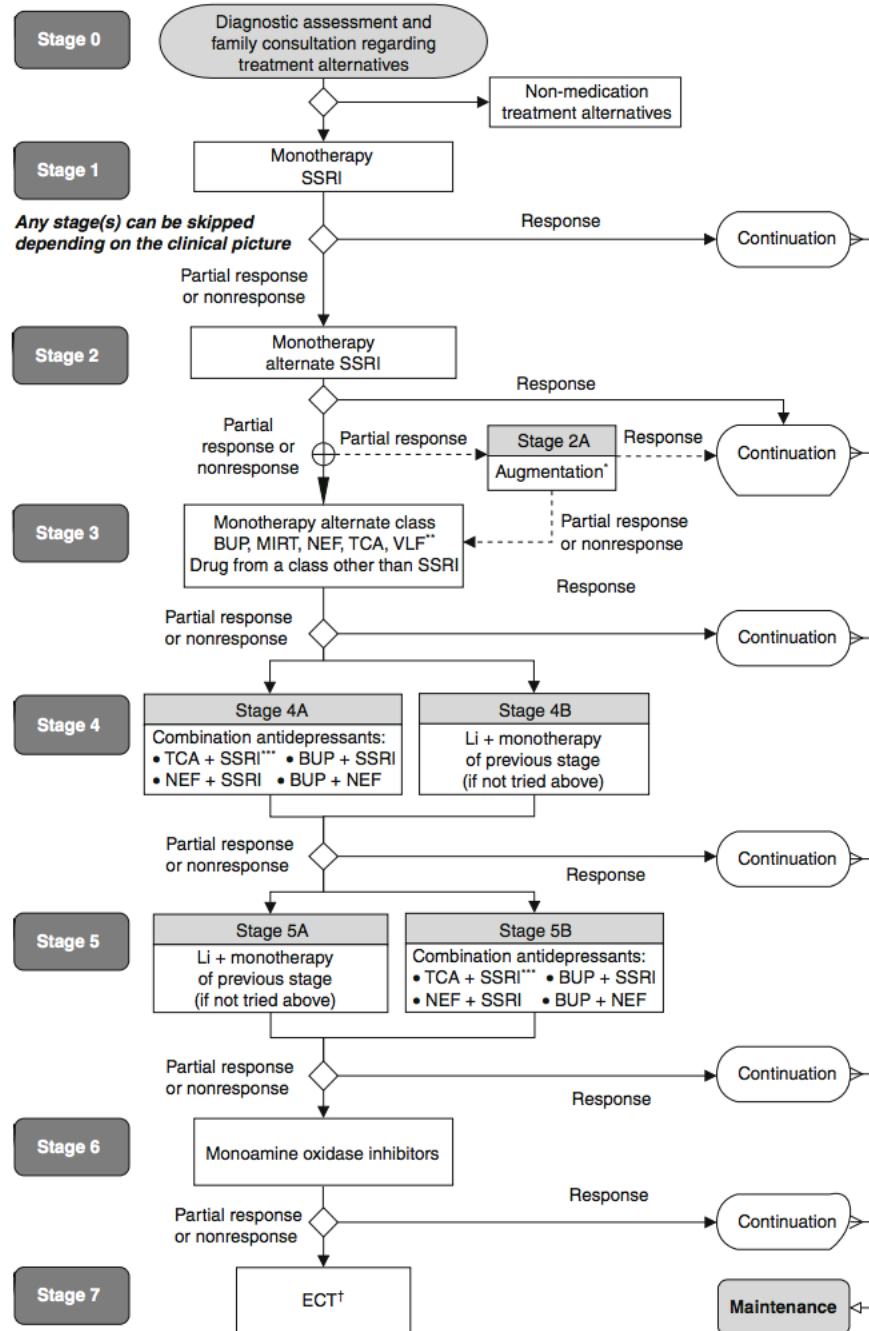 Stage 0
Diagnostic assessment and
family consultation regarding
treatment alternatives
Non-medication
treatment alternatives
Stage 1
Monotherapy
SSRI
Any stage(s) can be skipped
depending on the clinical picture
Response
Continuation
Partial response
or nonresponse
Stage 2
Monotherapy
alternate SSRI
Response
Partial
response or
nonresponse
Partial response
Stage 2A
Augmentation*
Response
Continuation
Partial response
or nonresponse
Stage 3
Monotherapy alternate class
BUP, MIRT, NEF, TCA, VLF**
Drug from a class other than SSRI
Response
Partial response
or nonresponse
Continuation
Stage 4
Stage 4A
Combination antidepressants:
• TCA + SSRI*** • BUP + SSRI
• NEF + SSRI • BUP + NEF
Stage 4B
Li + monotherapy
of previous stage
(if not tried above)
Partial response
or nonresponse
Response
Continuation
Stage 5
Stage 5A
Li + monotherapy
of previous stage
(if not tried above)
Stage 5B
Combination antidepressants:
• TCA + SSRI*** • BUP + SSRI
• NEF + SSRI • BUP + NEF
Partial response
or nonresponse
Response
Continuation
Stage 6
Monoamine oxidase inhibitors
Response
Partial response
or nonresponse
Continuation
Stage 7
ECT†
Maintenance